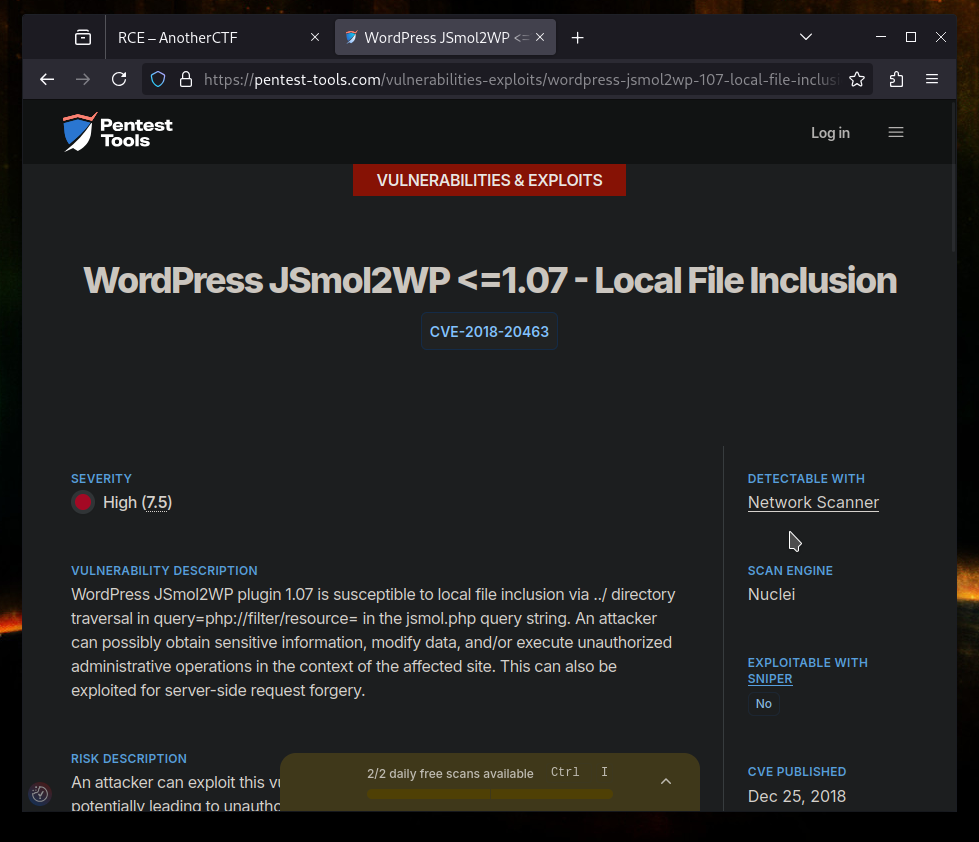 RCE – AnotherCTF
WordPress JSmol2WP <=
https://pentest-tools.com/vulnerabilities-exploits/wordpress-jsmol2wp-107-local-file-inclusi
Pentest
Tools
Log in
VULNERABILITIES & EXPLOITS
WordPress JSmol2WP <=1.07 - Local File Inclusion
CVE-2018-20463
SEVERITY
High (7.5)
VULNERABILITY DESCRIPTION
WordPress JSmol2WP plugin 1.07 is susceptible to local file inclusion via ../ directory
traversal in query=php://filter/resource= in the jsmol.php query string. An attacker
can possibly obtain sensitive information, modify data, and/or execute unauthorized
administrative operations in the context of the affected site. This can also be
exploited for server-side request forgery.
RISK DESCRIPTION
An attacker can exploit this vu
potentially leading to unautho
DETECTABLE WITH
Network Scanner
SCAN ENGINE
Nuclei
EXPLOITABLE WITH
SNIPER
No
CVE PUBLISHED
Dec 25, 2018
2/2 daily free scans available Ctrl I